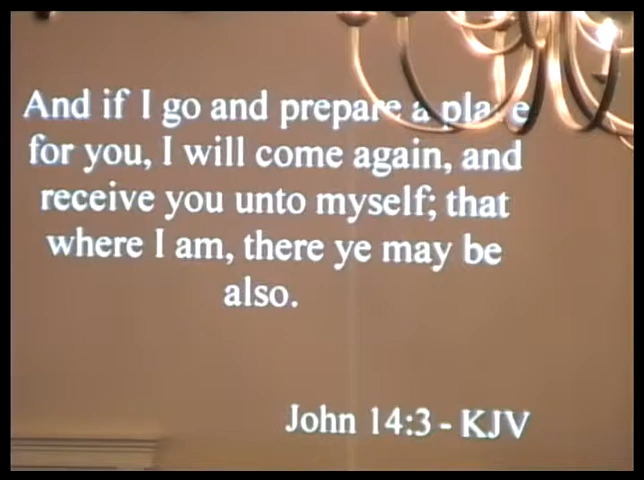 And if I go and prepare a place
for you, I will come again, and
receive you unto myself; that
where I am, there ye may be
also.
John 14:3 - KJV